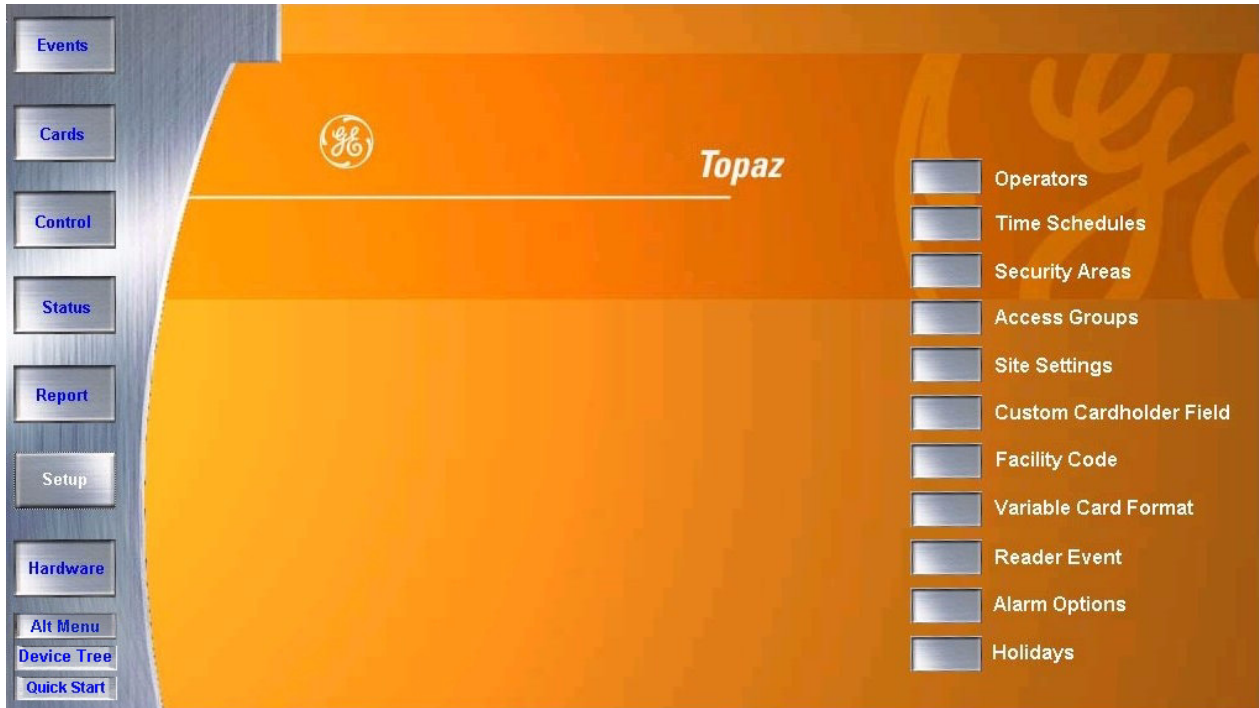 Events
Cards
Control
Status
Report
Setup
Hardware
Alt Menu
Device Tree
Quick Start
GE
Topaz
Operators
Time Schedules
Security Areas
Access Groups
Site Settings
Custom Cardholder Field
Facility Code
Variable Card Format
Reader Event
Alarm Options
Holidays